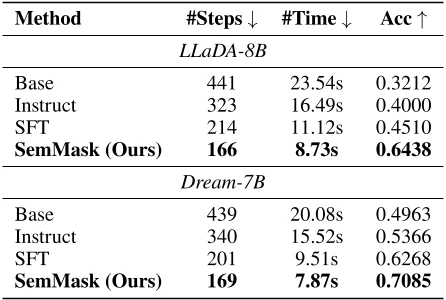 Method #Steps ↓ #Time ↓ Acc ↑
LLaDA-8B
Base 441 23.54s 0.3212
Instruct 323 16.49s 0.4000
SFT 214 11.12s 0.4510
SemMask (Ours) 166 8.73s 0.6438
Dream-7B
Base 439 20.08s 0.4963
Instruct 340 15.52s 0.5366
SFT 201 9.51s 0.6268
SemMask (Ours) 169 7.87s 0.7085